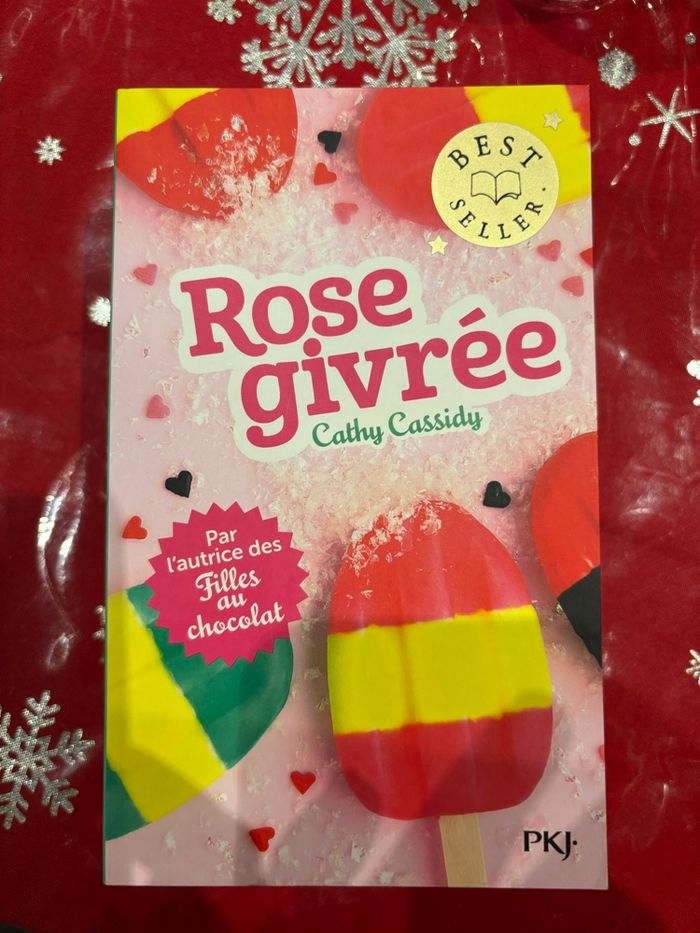 BEST
SELLER.
Rose
givrée
Cathy Cassidy
Par
l'autrice des
Filles
au
chocolat
PKJ.